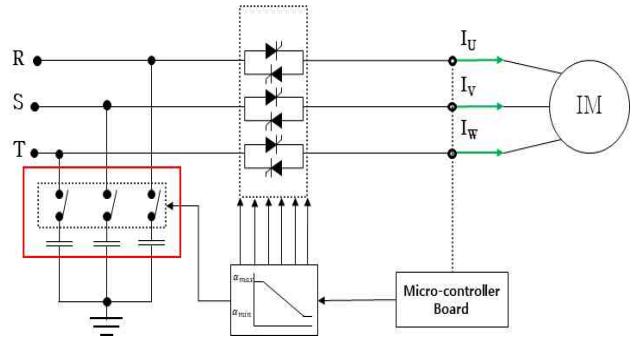 R
S
T
I_U
I_V
I_W
IM
α_max
α_min
Micro-controller
Board